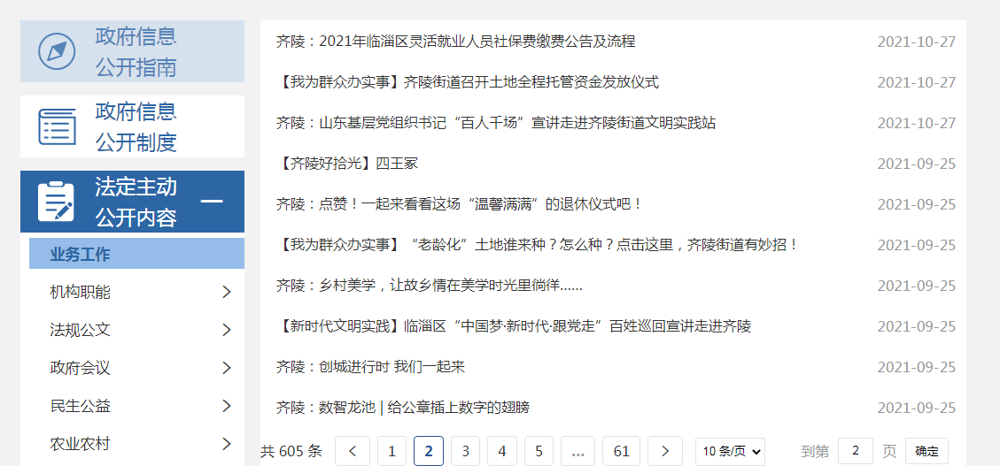 政府信息
公开指南
政府信息
公开制度
法定主动
公开内容
业务工作
机构职能
法规公文
政府会议
民生公益
农业农村
齐陵：2021年临淄区灵活就业人员社保费缴费公告及流程 2021-10-27
【我为群众办实事】齐陵街道召开土地全程托管资金发放仪式 2021-10-27
齐陵：山东基层党组织书记“百人千场”宣讲走进齐陵街道文明实践站 2021-10-27
【齐陵好拾光】四王冢 2021-09-25
齐陵：点赞！一起来看看这场“温馨满满”的退休仪式吧！ 2021-09-25
【我为群众办实事】“老龄化”土地谁来种？怎么种？点击这里，齐陵街道有妙招！ 2021-09-25
齐陵：乡村美学，让故乡情在美学时光里徜徉…… 2021-09-25
【新时代文明实践】临淄区“中国梦·新时代·跟党走”百姓巡回宣讲走进齐陵 2021-09-25
齐陵：创城进行时 我们一起来 2021-09-25
齐陵：数智龙池 | 给公章插上数字的翅膀 2021-09-25
共 605 条 < 1 2 3 4 5 ... 61 > 10 条/页 到第 2 页 确定